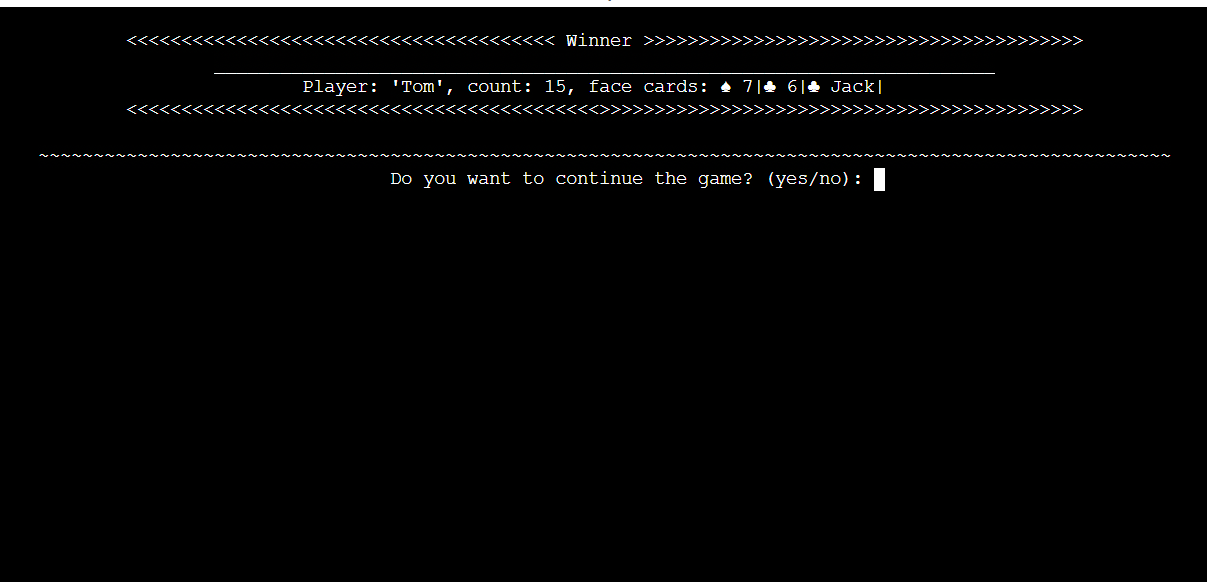 <<<<<<<<<<<<<<<<<<<<<<<<<<<<<<<<<<<<<<< Winner >>>>>>>>>>>>>>>>>>>>>>>>>>>>>>>>>>>>>>>>
_______________________________________________________________________
Player: 'Tom', count: 15, face cards: ♠ 7|♣ 6|♣ Jack|
<<<<<<<<<<<<<<<<<<<<<<<<<<<<<<<<<<<<<<<<<<<>>>>>>>>>>>>>>>>>>>>>>>>>>>>>>>>>>>>>>>>>>>>
~~~~~~~~~~~~~~~~~~~~~~~~~~~~~~~~~~~~~~~~~~~~~~~~~~~~~~~~~~~~~~~~~~~~~~~~~~~~~~~~~~~~~~~~~~~~~~~~~~~~~~~
Do you want to continue the game? (yes/no):